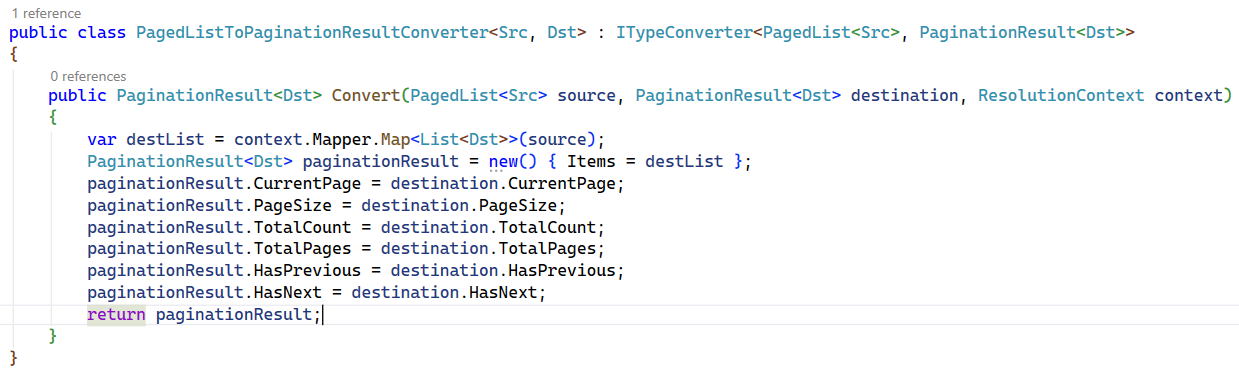 1 reference
public class PagedListToPaginationResultConverter<Src, Dst> : ITypeConverter<PagedList<Src>, PaginationResult<Dst>>
{
0 references
public PaginationResult<Dst> Convert(PagedList<Src> source, PaginationResult<Dst> destination, ResolutionContext context)
{
var destList = context.Mapper.Map<List<Dst>>(source);
PaginationResult<Dst> paginationResult = new() { Items = destList };
paginationResult.CurrentPage = destination.CurrentPage;
paginationResult.PageSize = destination.PageSize;
paginationResult.TotalCount = destination.TotalCount;
paginationResult.TotalPages = destination.TotalPages;
paginationResult.HasPrevious = destination.HasPrevious;
paginationResult.HasNext = destination.HasNext;
return paginationResult;
}
}